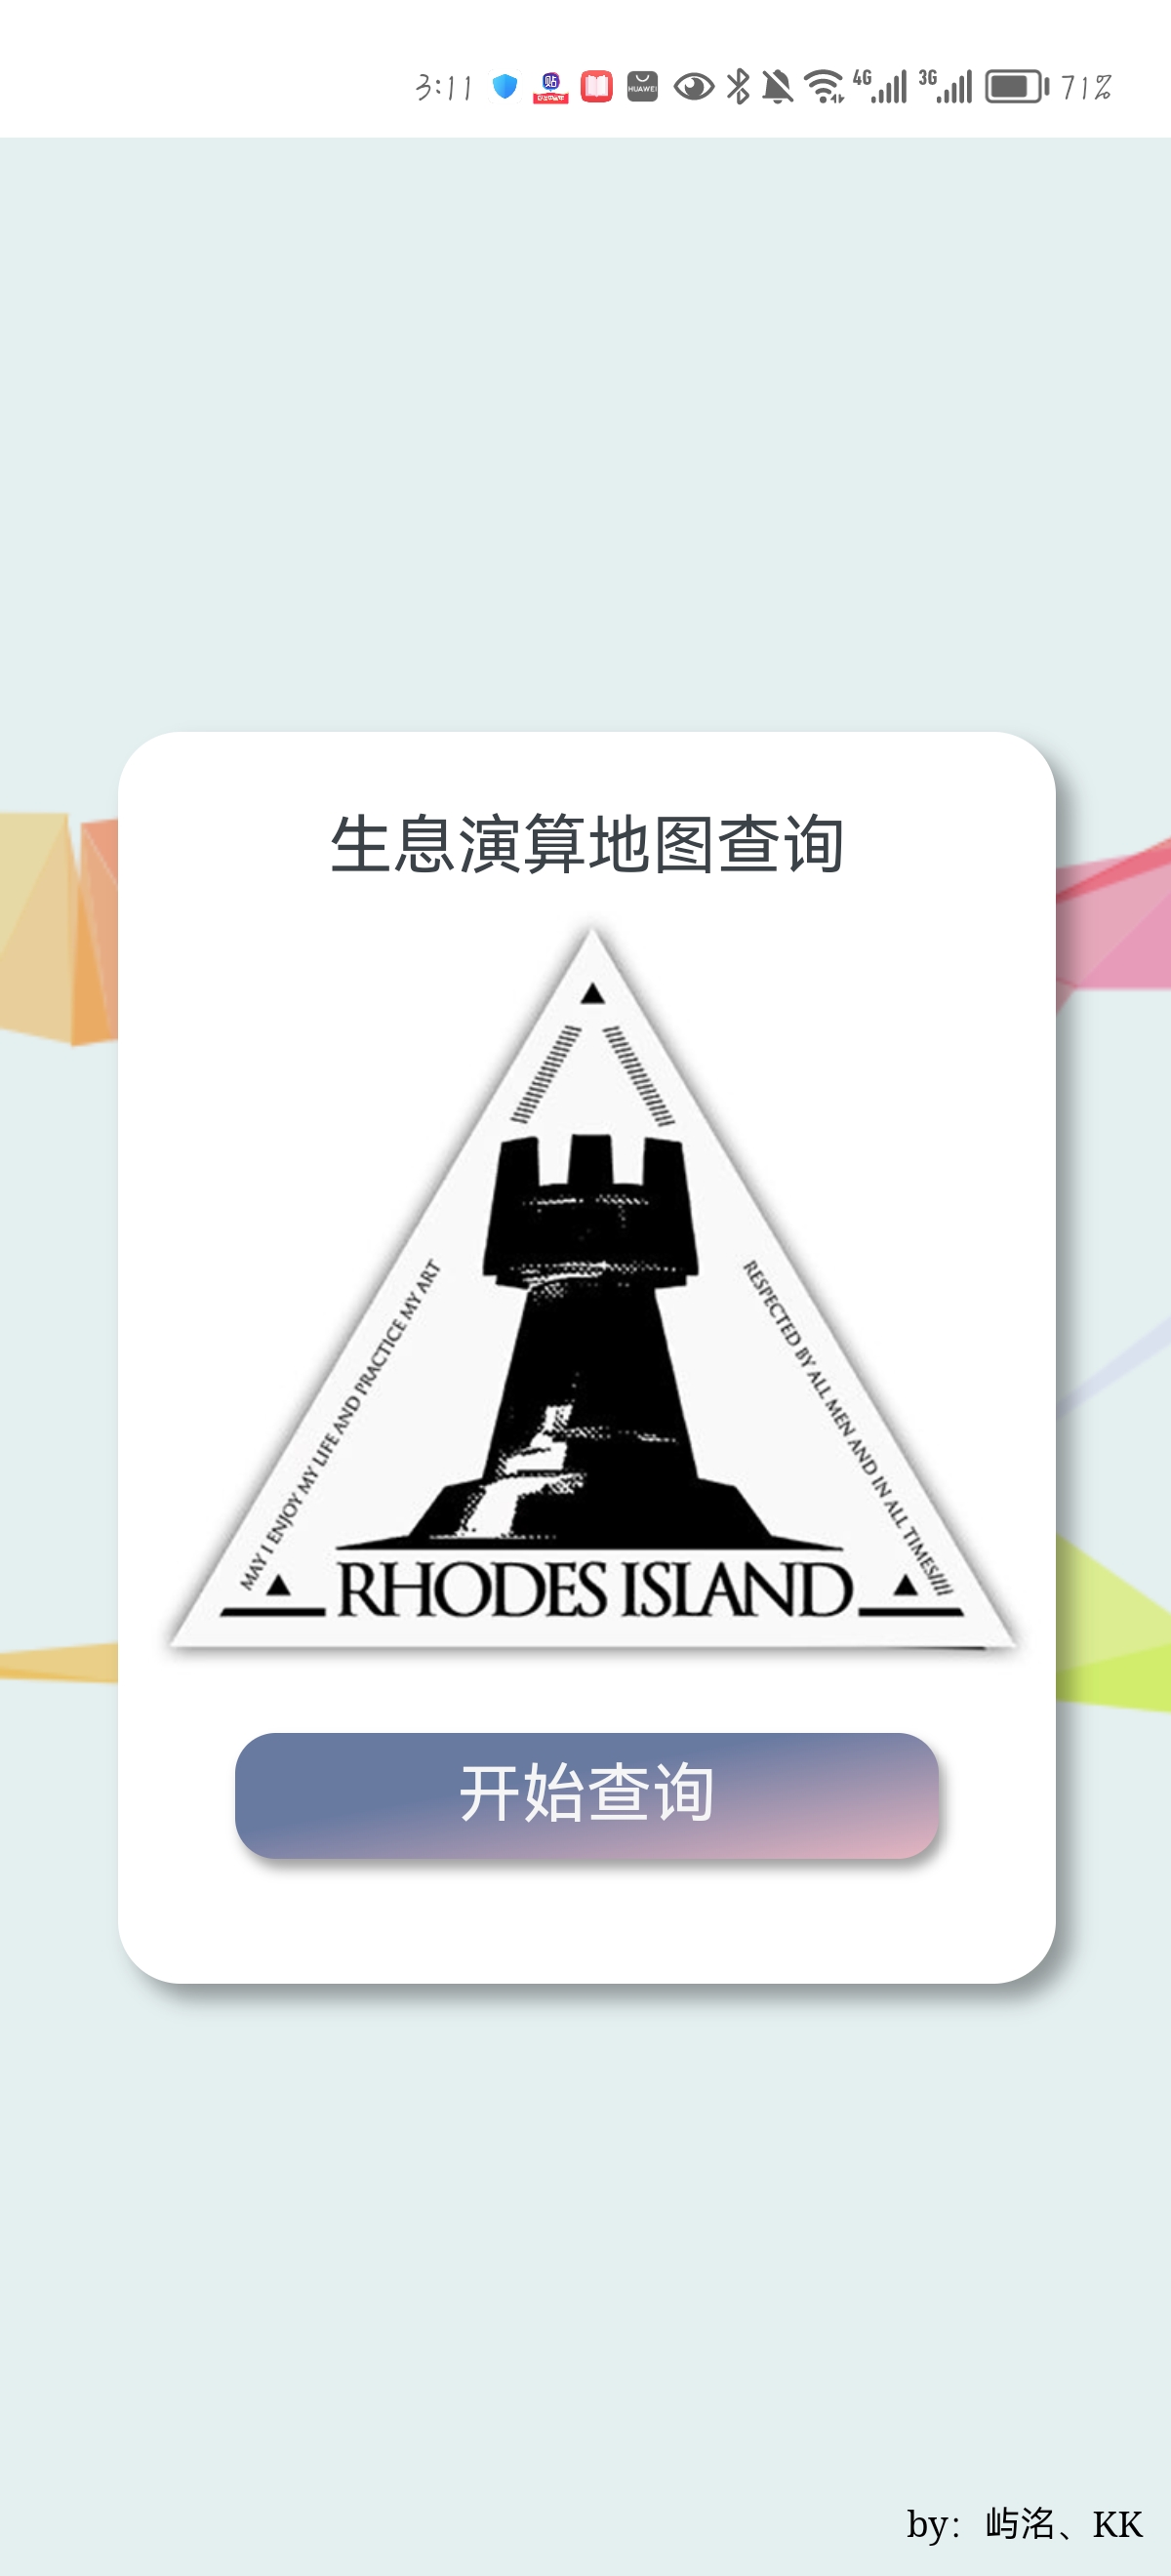 3:11 贴 HUAWEI 4G 3G 71%
生息演算地图查询
MAY I ENJOY MY LIFE AND PRACTICE MY ART
RESPECTED BY ALL MEN AND IN ALL TIMES////
RHODES ISLAND
开始查询
by：屿洺、KK